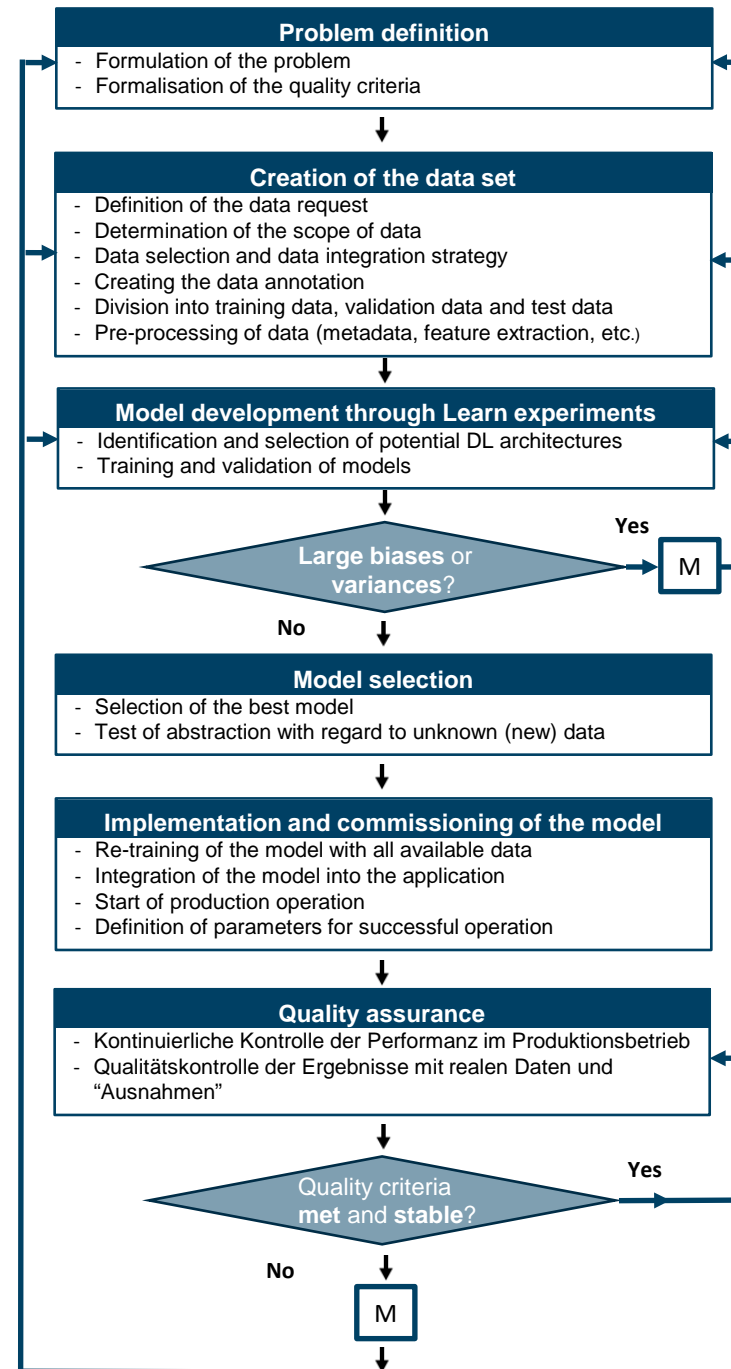 Problem definition
- Formulation of the problem
- Formalisation of the quality criteria
Creation of the data set
- Definition of the data request
- Determination of the scope of data
- Data selection and data integration strategy
- Creating the data annotation
- Division into training data, validation data and test data
- Pre-processing of data (metadata, feature extraction, etc.)
Model development through Learn experiments
- Identification and selection of potential DL architectures
- Training and validation of models
Yes
Large biases or
variances?
M
No
Model selection
- Selection of the best model
- Test of abstraction with regard to unknown (new) data
Implementation and commissioning of the model
- Re-training of the model with all available data
- Integration of the model into the application
- Start of production operation
- Definition of parameters for successful operation
Quality assurance
- Kontinuierliche Kontrolle der Performanz im Produktionsbetrieb
- Qualitätskontrolle der Ergebnisse mit realen Daten und
“Ausnahmen”
Yes
Quality criteria
met and stable?
No
M